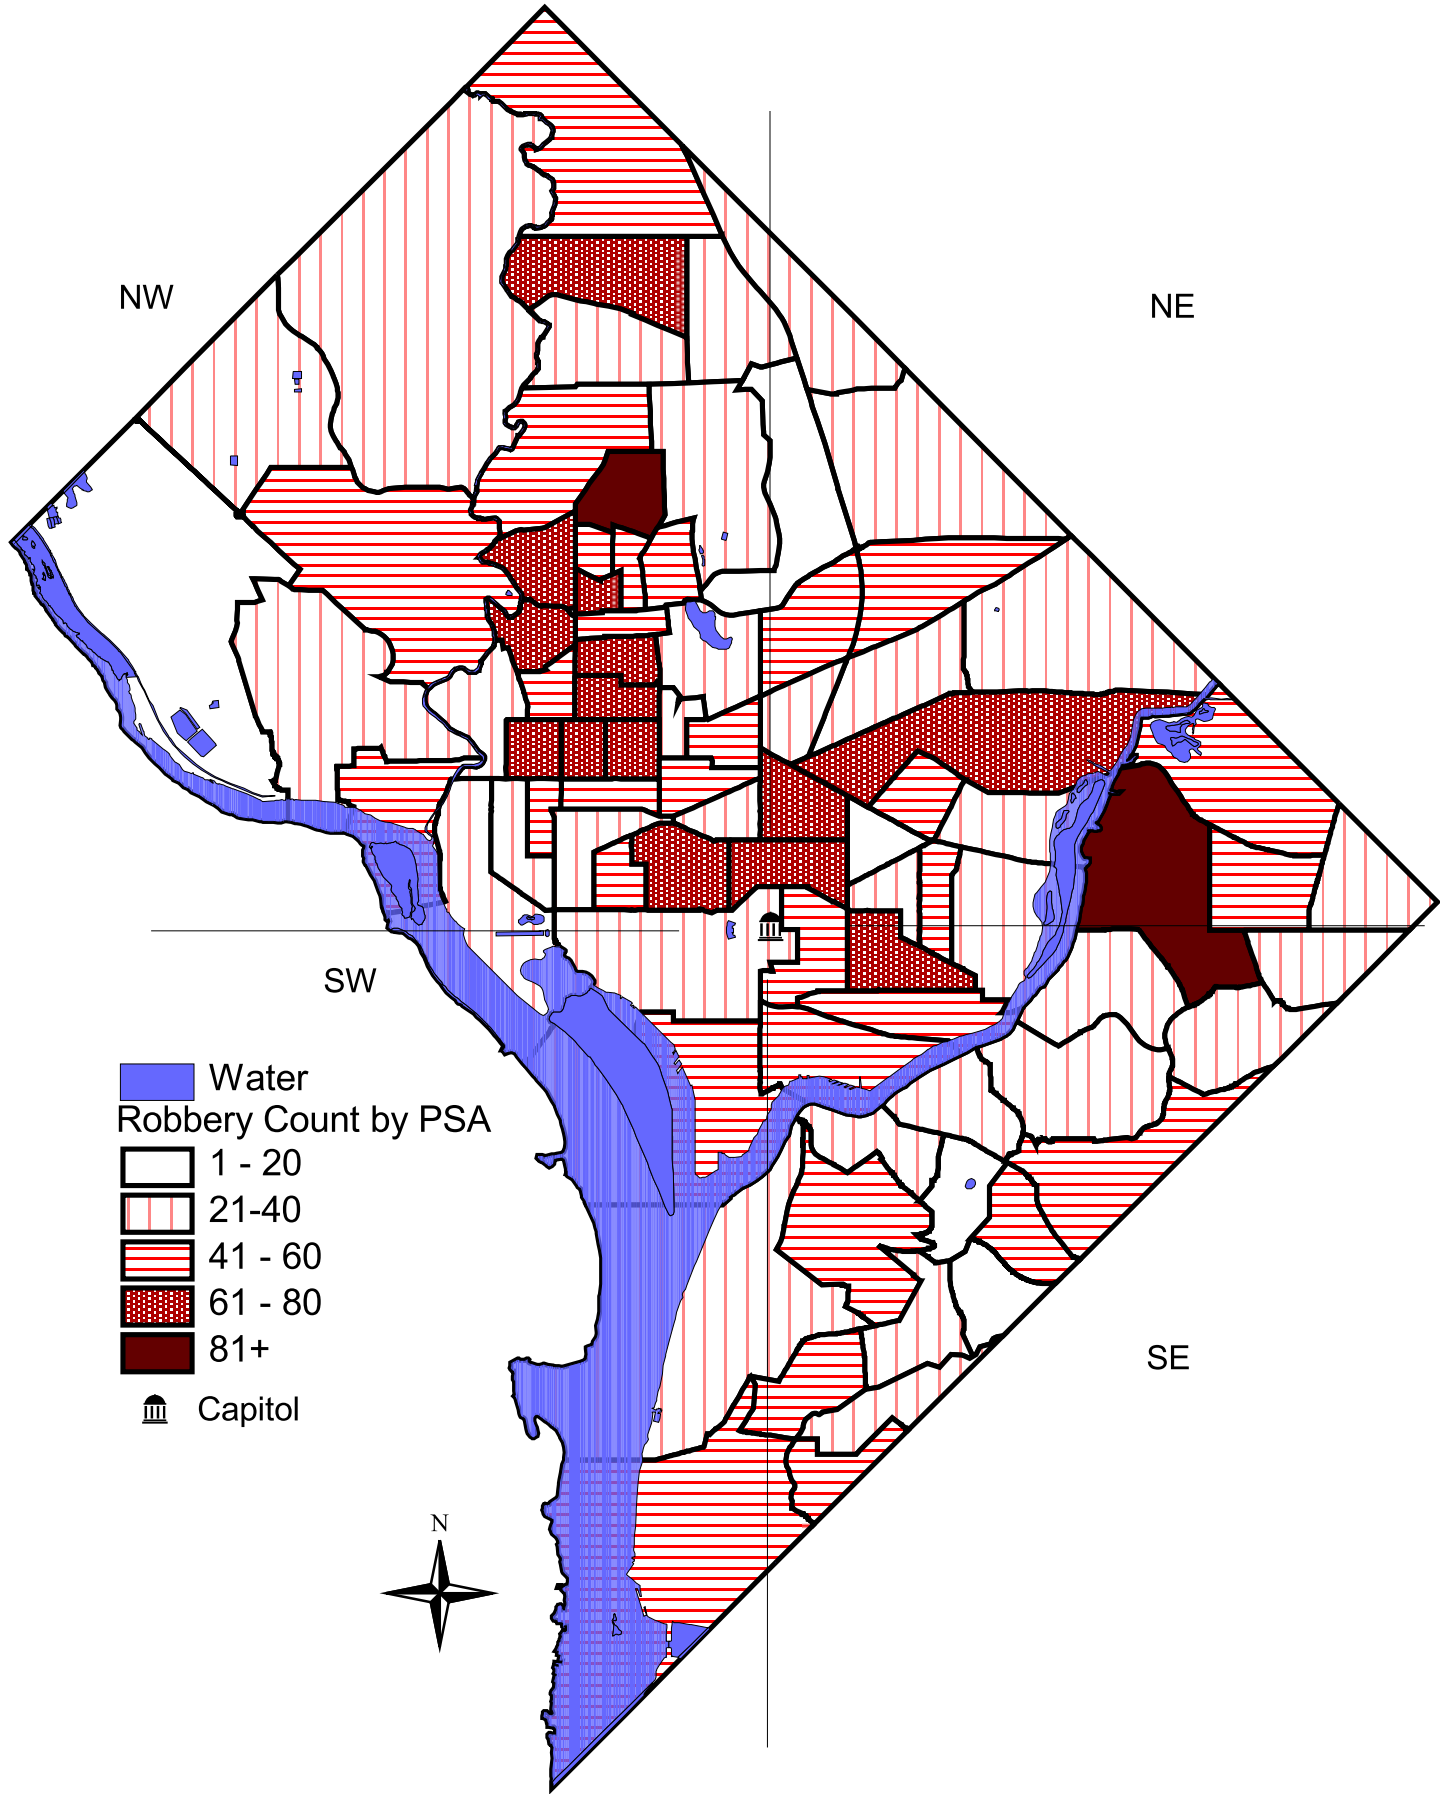 NW
NE
SW
Water
Robbery Count by PSA
1 - 20
21-40
41 - 60
61 - 80
81+
Capitol
SE
N